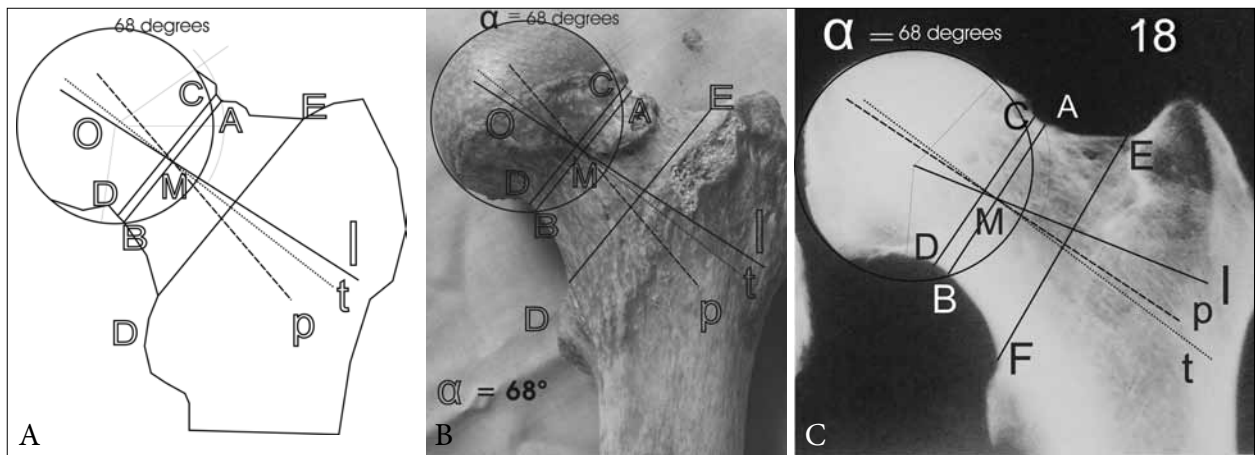 68 degrees
C
A
E
O
D
M
B
l
t
p
D
A
α = 68 degrees
C
A
E
O
D
M
B
l
t
p
D
α = 68°
B
α = 68 degrees
18
C
A
E
M
D
B
l
p
F
t
C